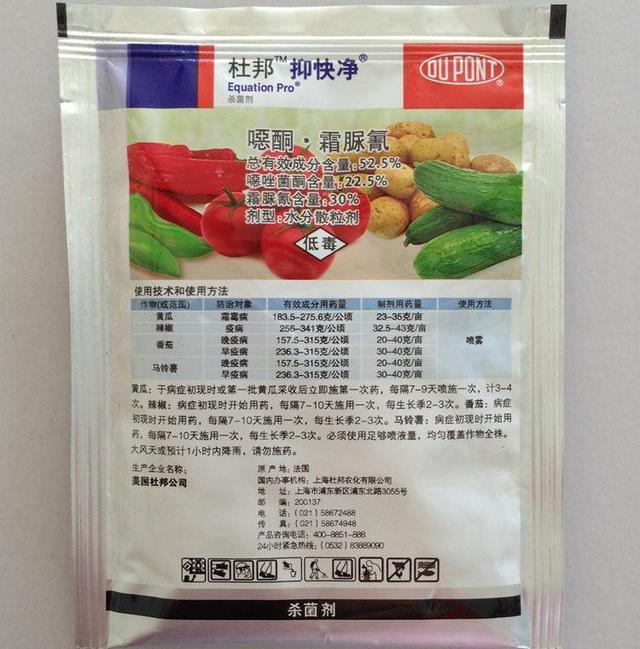 杜邦™抑快净®
Equation Pro®
杀菌剂
DU PONT®
噁酮·霜脲氰
总有效成分含量:52.5%
噁唑菌酮含量:22.5%
霜脲氰含量:30%
剂型:水分散粒剂
低毒
使用技术和使用方法
作物(或范围) 防治对象 有效成分用药量 制剂用药量 使用方法
黄瓜 霜霉病 183.5-275.6克/公顷 23-35克/亩 喷雾
辣椒 疫病 256-341克/公顷 32.5-43克/亩
番茄 晚疫病 157.5-315克/公顷 20-40克/亩
早疫病 236.3-315克/公顷 30-40克/亩
马铃薯 晚疫病 157.5-315克/公顷 20-40克/亩
早疫病 236.3-315克/公顷 30-40克/亩
黄瓜:于病症初现时或第一批黄瓜采收后立即施第一次药,每隔7-9天喷施一次,计3-4
次。辣椒:病症初现时开始用药,每隔7-10天施用一次,每生长季2-3次。番茄:病症
初现时开始用药,每隔7-10天施用一次,每生长季2-3次。马铃薯:病症初现时开始用
药,每隔7-10天施用一次,每生长季2-3次。必须使用足够喷液量,均匀覆盖作物全株。
大风天或预计1小时内降雨,请勿施药。
生产企业名称:
美国杜邦公司
原产地:法国
国内办事机构:上海杜邦农化有限公司
地址:上海市浦东新区浦东北路3055号
邮编:200137
电话:(021)58672488
传真:(021)58674948
产品咨询电话:400-8851-888
24小时紧急热线:(0532)83889090
杀菌剂